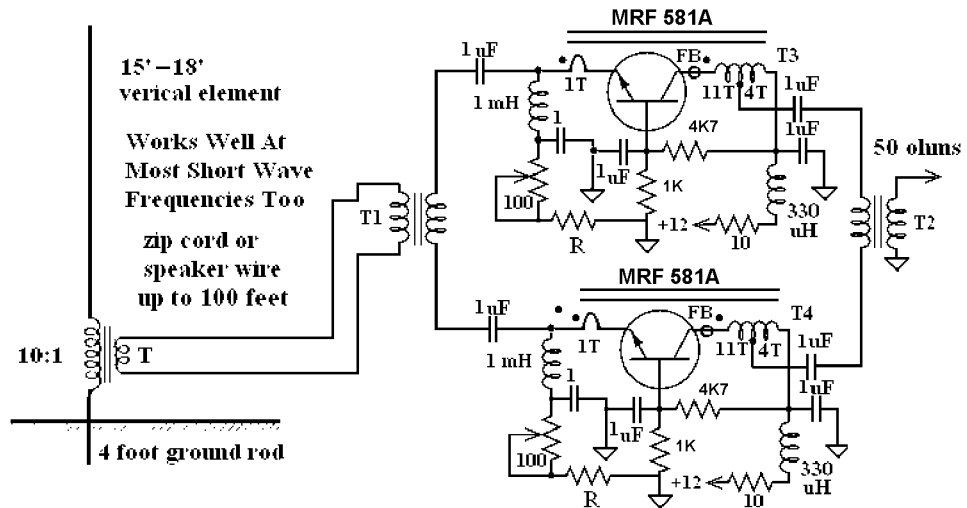 15' – 18'
verical element
Works Well At
Most Short Wave
Frequencies Too
zip cord or
speaker wire
up to 100 feet
10:1
T
4 foot ground rod
T1
MRF 581A
1 uF
1T
FB
T3
11T
4T
1 uF
1 mH
1
1uF
4K7
1uF
100
1K
R
+12
10
330
uH
50 ohms
T2
MRF 581A
1uF
1T
FB
T4
11T
4T
1uF
1 mH
1
1uF
4K7
1uF
100
1K
R
+12
10
330
uH